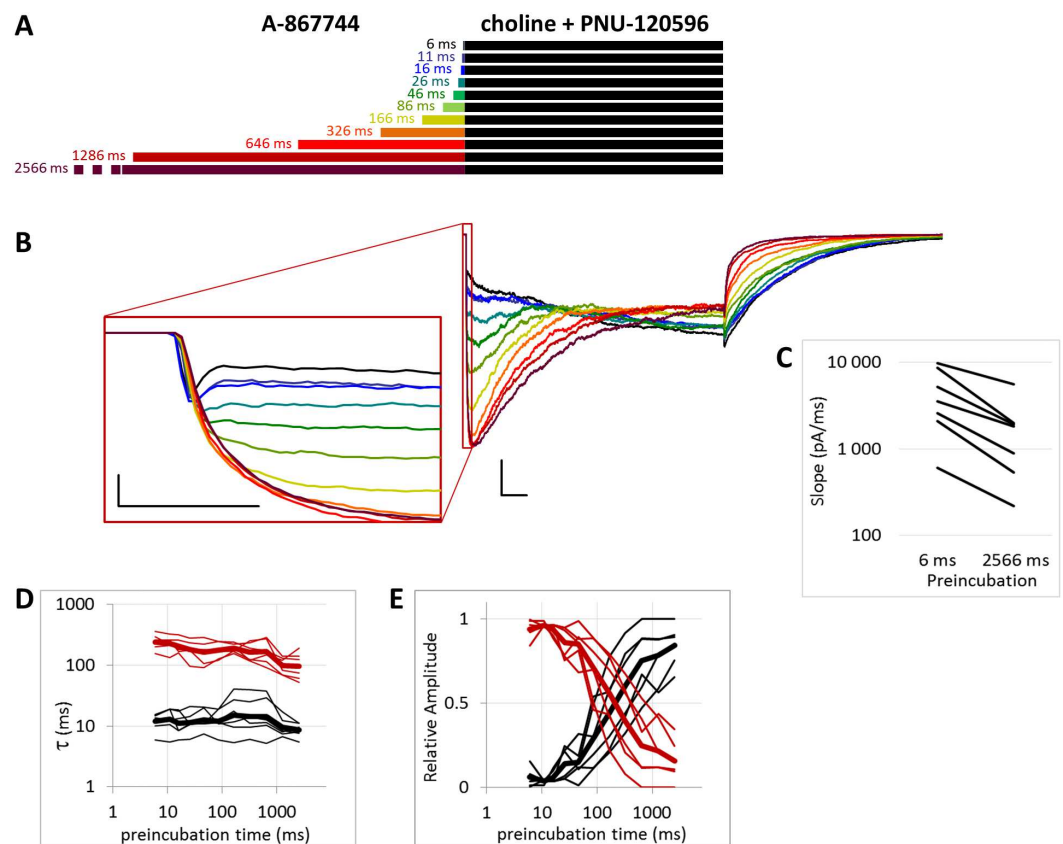 A
A-867744
choline + PNU-120596
6 ms
11 ms
16 ms
26 ms
46 ms
86 ms
166 ms
326 ms
646 ms
1286 ms
2566 ms
B
C
10 000
1 000
100
Slope (pA/ms)
6 ms
2566 ms
Preincubation
D
1000
100
10
1
τ (ms)
1
10
100
1000
preincubation time (ms)
E
1
0.5
0
Relative Amplitude
1
10
100
1000
preincubation time (ms)